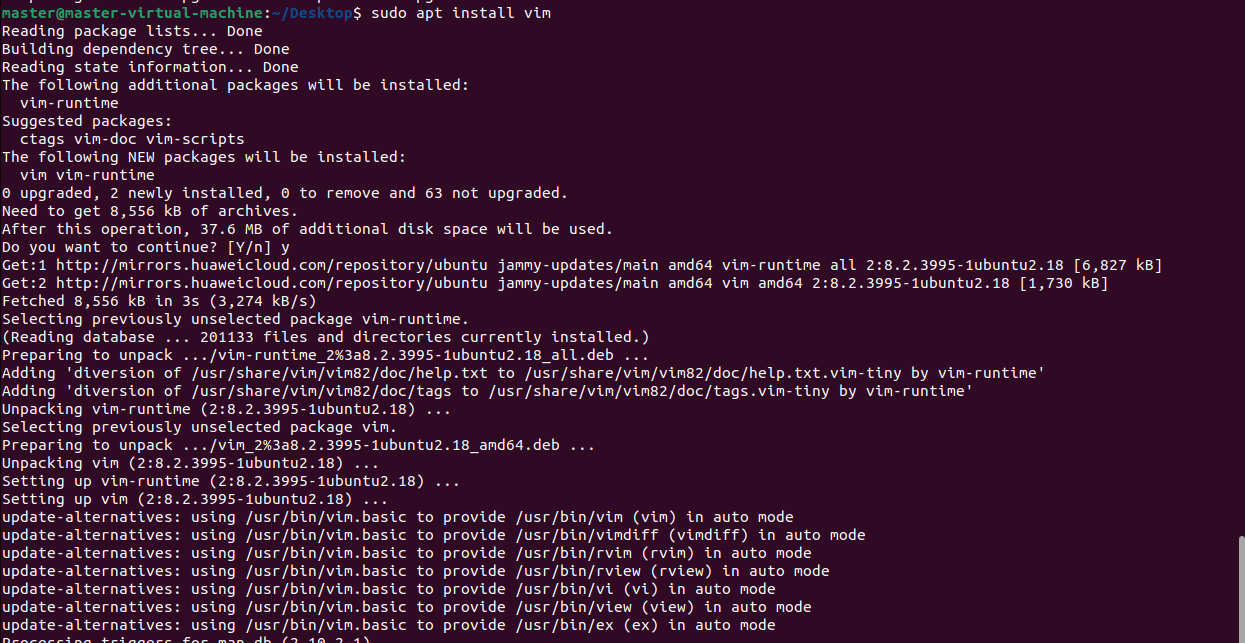 master@master-virtual-machine:~/Desktop$ sudo apt install vim
Reading package lists... Done
Building dependency tree... Done
Reading state information... Done
The following additional packages will be installed:
  vim-runtime
Suggested packages:
  ctags vim-doc vim-scripts
The following NEW packages will be installed:
  vim vim-runtime
0 upgraded, 2 newly installed, 0 to remove and 63 not upgraded.
Need to get 8,556 kB of archives.
After this operation, 37.6 MB of additional disk space will be used.
Do you want to continue? [Y/n] y
Get:1 http://mirrors.huaweicloud.com/repository/ubuntu jammy-updates/main amd64 vim-runtime all 2:8.2.3995-1ubuntu2.18 [6,827 kB]
Get:2 http://mirrors.huaweicloud.com/repository/ubuntu jammy-updates/main amd64 vim amd64 2:8.2.3995-1ubuntu2.18 [1,730 kB]
Fetched 8,556 kB in 3s (3,274 kB/s)
Selecting previously unselected package vim-runtime.
(Reading database ... 201133 files and directories currently installed.)
Preparing to unpack .../vim-runtime_2%3a8.2.3995-1ubuntu2.18_all.deb ...
Adding 'diversion of /usr/share/vim/vim82/doc/help.txt to /usr/share/vim/vim82/doc/help.txt.vim-tiny by vim-runtime'
Adding 'diversion of /usr/share/vim/vim82/doc/tags to /usr/share/vim/vim82/doc/tags.vim-tiny by vim-runtime'
Unpacking vim-runtime (2:8.2.3995-1ubuntu2.18) ...
Selecting previously unselected package vim.
Preparing to unpack .../vim_2%3a8.2.3995-1ubuntu2.18_amd64.deb ...
Unpacking vim (2:8.2.3995-1ubuntu2.18) ...
Setting up vim-runtime (2:8.2.3995-1ubuntu2.18) ...
Setting up vim (2:8.2.3995-1ubuntu2.18) ...
update-alternatives: using /usr/bin/vim.basic to provide /usr/bin/vim (vim) in auto mode
update-alternatives: using /usr/bin/vim.basic to provide /usr/bin/vimdiff (vimdiff) in auto mode
update-alternatives: using /usr/bin/vim.basic to provide /usr/bin/rvim (rvim) in auto mode
update-alternatives: using /usr/bin/vim.basic to provide /usr/bin/rview (rview) in auto mode
update-alternatives: using /usr/bin/vim.basic to provide /usr/bin/vi (vi) in auto mode
update-alternatives: using /usr/bin/vim.basic to provide /usr/bin/view (view) in auto mode
update-alternatives: using /usr/bin/vim.basic to provide /usr/bin/ex (ex) in auto mode
Processing triggers for man-db (2.10.2-1)